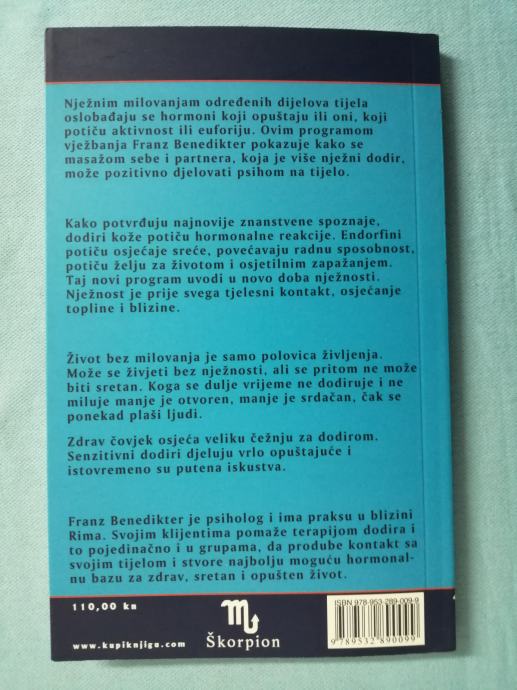 Nježnim milovanjam određenih dijelova tijela
oslobađaju se hormoni koji opuštaju ili oni, koji
potiču aktivnost ili euforiju. Ovim programom
vježbanja Franz Benedikter pokazuje kako se
masažom sebe i partnera, koja je više nježni dodir,
može pozitivno djelovati psihom na tijelo.
Kako potvrđuju najnovije znanstvene spoznaje,
dodiri kože potiču hormonalne reakcije. Endorfini
potiču osjećaje sreće, povećavaju radnu sposobnost,
potiču želju za životom i osjetilnim zapažanjem.
Taj novi program uvodi u novo doba nježnosti.
Nježnost je prije svega tjelesni kontakt, osjećanje
topline i blizine.
Život bez milovanja je samo polovica življenja.
Može se živjeti bez nježnosti, ali se pritom ne može
biti sretan. Koga se dulje vrijeme ne dodiruje i ne
miluje manje je otvoren, manje je srdačan, čak se
ponekad plaši ljudi.
Zdrav čovjek osjeća veliku čežnju za dodirom.
Senzitivni dodiri djeluju vrlo opuštajuće i
istovremeno su putena iskustva.
Franz Benedikter je psiholog i ima praksu u blizini
Rima. Svojim klijentima pomaže terapijom dodira i
to pojedinačno i u grupama, da prodube kontakt sa
svojim tijelom i stvore najbolju moguću hormonal-
nu bazu za zdrav, sretan i opušten život.
110,00 kn
www.kupiknjigu.com
Škorpion
ISBN 978-953-289-009-9
9789532890099